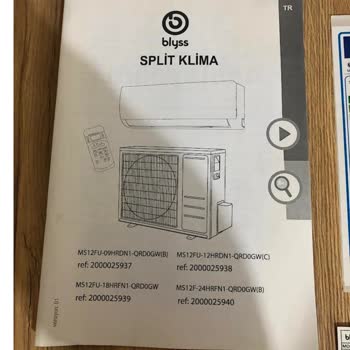 TR
blyss
SPLİT KLİMA
MS12FU-09HRDN1-QRD0GW(B)
ref: 2000025937
MS12FU-12HRDN1-QRD0GW(C)
ref: 2000025938
MS12FU-18HRFN1-QRD0GW
ref: 2000025939
MS12F-24HRFN1-QRD0GW(B)
ref: 2000025940